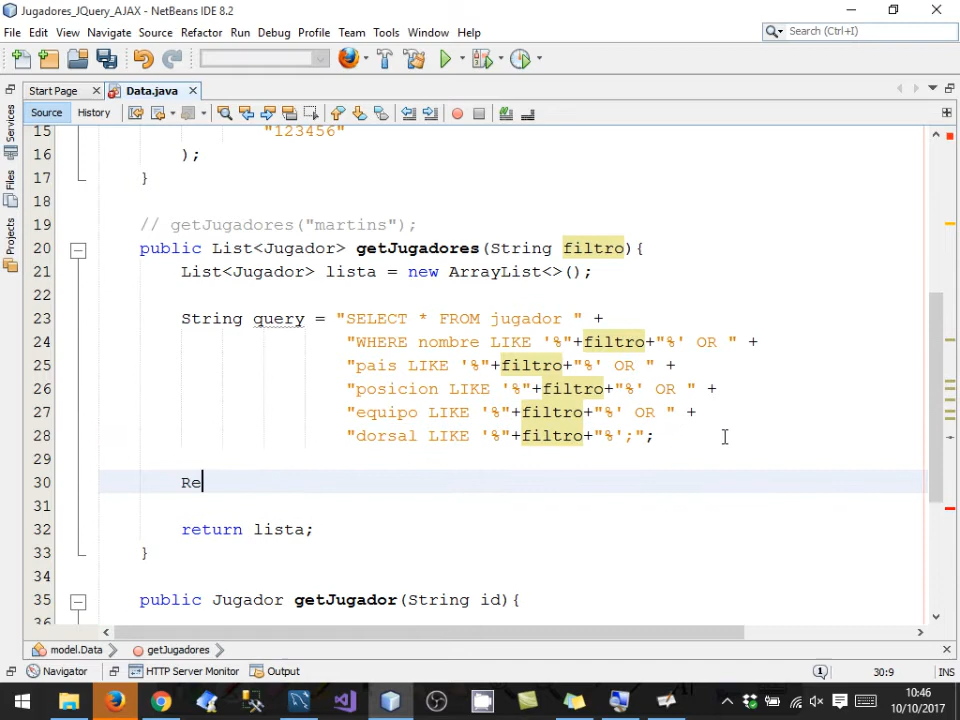 Jugadores_JQuery_AJAX - NetBeans IDE 8.2
File Edit View Navigate Source Refactor Run Debug Profile Team Tools Window Help
Search (Ctrl+I)
Start Page Data.java
Source History
Services
Files
Projects
15 "123456"
16 );
17 }
18
19 // getJugadores("martins");
20 public List<Jugador> getJugadores(String filtro){
21 List<Jugador> lista = new ArrayList<>();
22
23 String query = "SELECT * FROM jugador " +
24 "WHERE nombre LIKE '%"+filtro+"%' OR " +
25 "pais LIKE '%"+filtro+"%' OR " +
26 "posicion LIKE '%"+filtro+"%' OR " +
27 "equipo LIKE '%"+filtro+"%' OR " +
28 "dorsal LIKE '%"+filtro+"%';";
29
30 Re
31
32 return lista;
33 }
34
35 public Jugador getJugador(String id){
36
model.Data getJugadores
Navigator HTTP Server Monitor Output
30:9 INS
10:46
10/10/2017